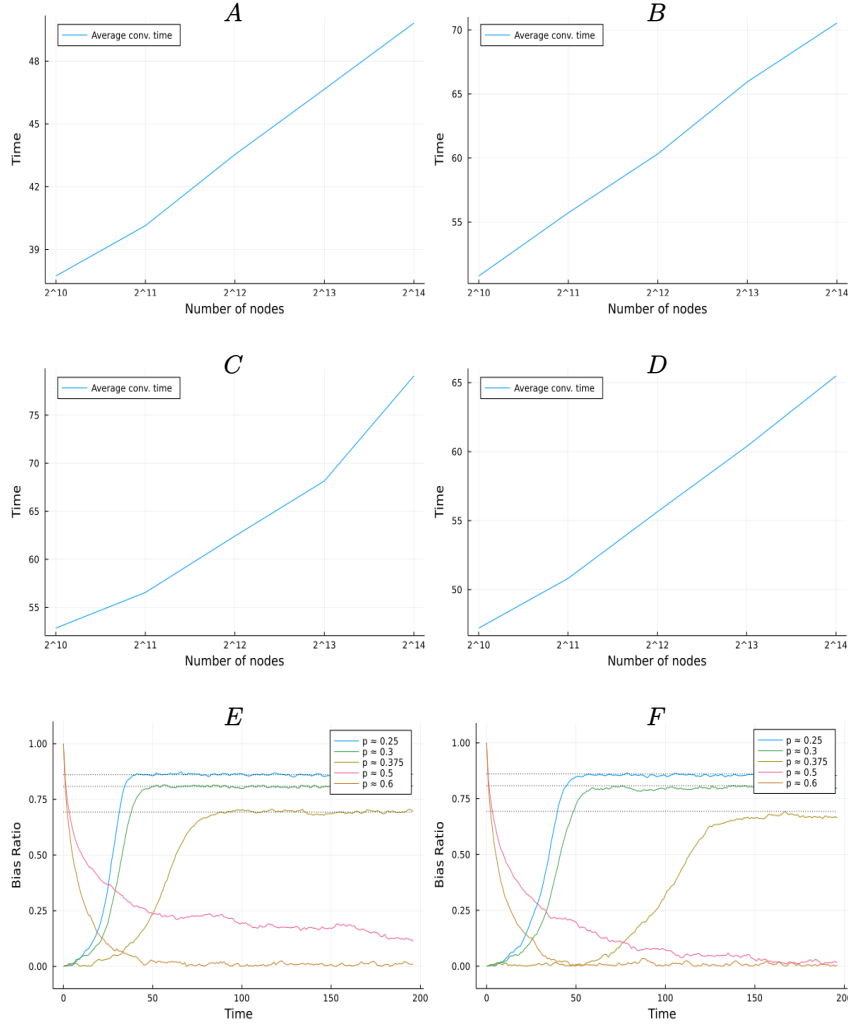 A
Average conv. time
48
45
42
39
Time
2^10 2^11 2^12 2^13 2^14
Number of nodes
B
Average conv. time
70
65
60
55
Time
2^10 2^11 2^12 2^13 2^14
Number of nodes
C
Average conv. time
75
70
65
60
55
Time
2^10 2^11 2^12 2^13 2^14
Number of nodes
D
Average conv. time
65
60
55
50
Time
2^10 2^11 2^12 2^13 2^14
Number of nodes
E
p ≈ 0.25
p ≈ 0.3
p ≈ 0.375
p ≈ 0.5
p ≈ 0.6
1.00
0.75
0.50
0.25
0.00
Bias Ratio
0 50 100 150 200
Time
F
p ≈ 0.25
p ≈ 0.3
p ≈ 0.375
p ≈ 0.5
p ≈ 0.6
1.00
0.75
0.50
0.25
0.00
Bias Ratio
0 50 100 150 200
Time